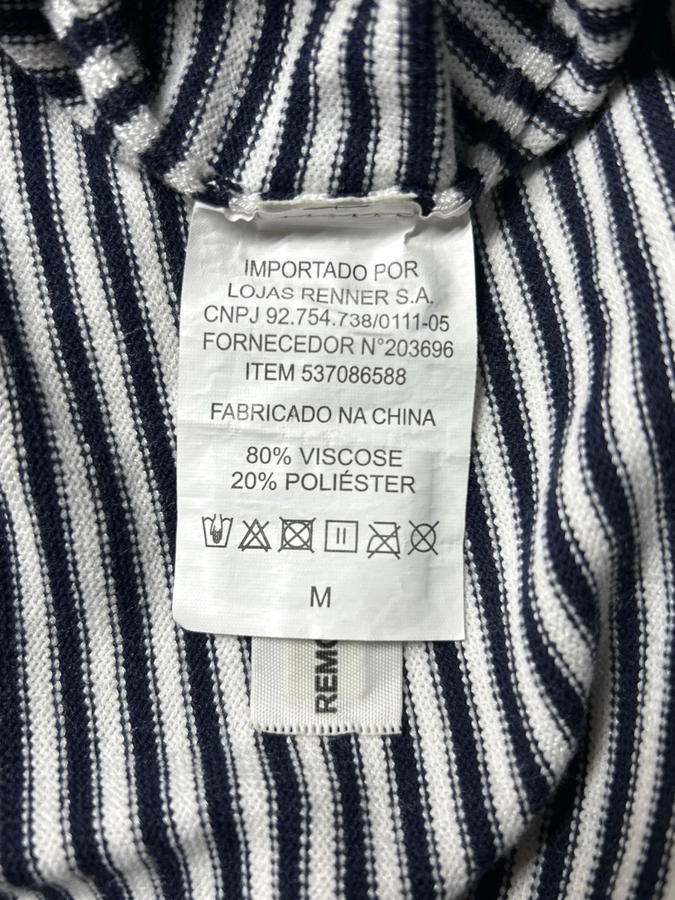 IMPORTADO POR
LOJAS RENNER S.A.
CNPJ 92.754.738/0111-05
FORNECEDOR N°203696
ITEM 537086588
FABRICADO NA CHINA
80% VISCOSE
20% POLIÉSTER
M